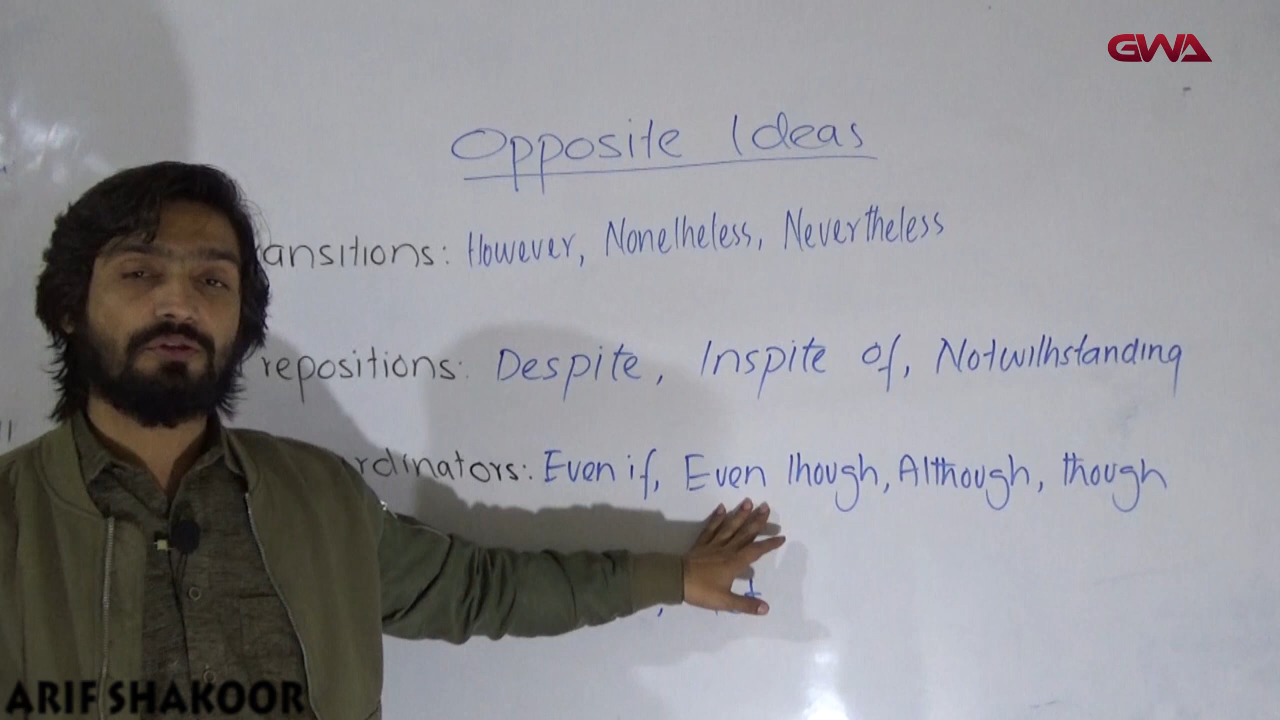 GWA
Opposite Ideas
ansitions: However, Nonetheless, Nevertheless
repositions: Despite, Inspite of, Notwithstanding
rdinators: Even if, Even though, Although, though
ARIF SHAKOOR